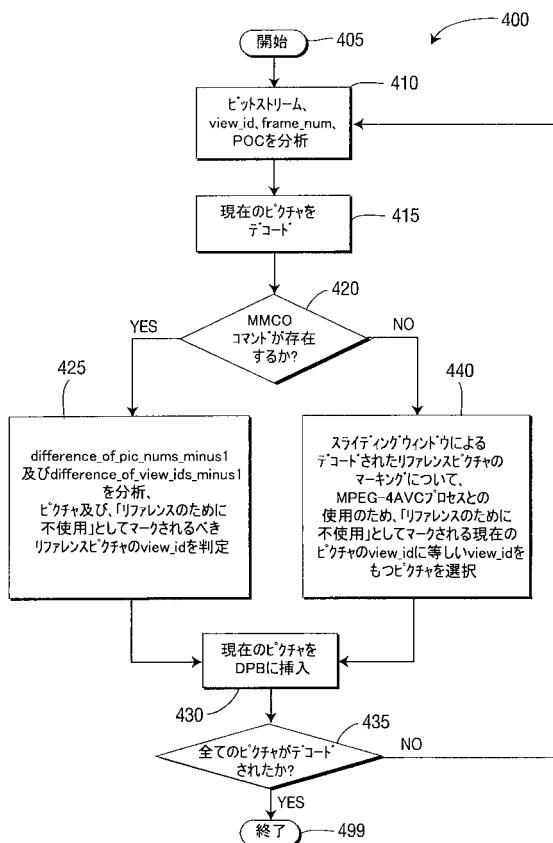 400
開始
405
410
ビットストリーム、
view_id、frame_num、
POCを分析
415
現在のピクチャを
デコード
420
MMCO
コマンドが存在
するか?
YES
NO
425
difference_of_pic_nums_minus1
及びdifference_of_view_ids_minus1
を分析、
ピクチャ及び、「リファレンスのために
不使用」としてマークされるべき
リファレンスピクチャのview_idを判定
440
スライディングウィンドウによる
デコードされたリファレンスピクチャの
マーキングについて、
MPEG-4AVCプロセスとの
使用のため、「リファレンスのために
不使用」としてマークされる現在の
ピクチャのview_idに等しいview_idを
もつピクチャを選択
現在のピクチャを
DPBに挿入
430
435
全てのピクチャがデコード
されたか?
NO
YES
終了
499